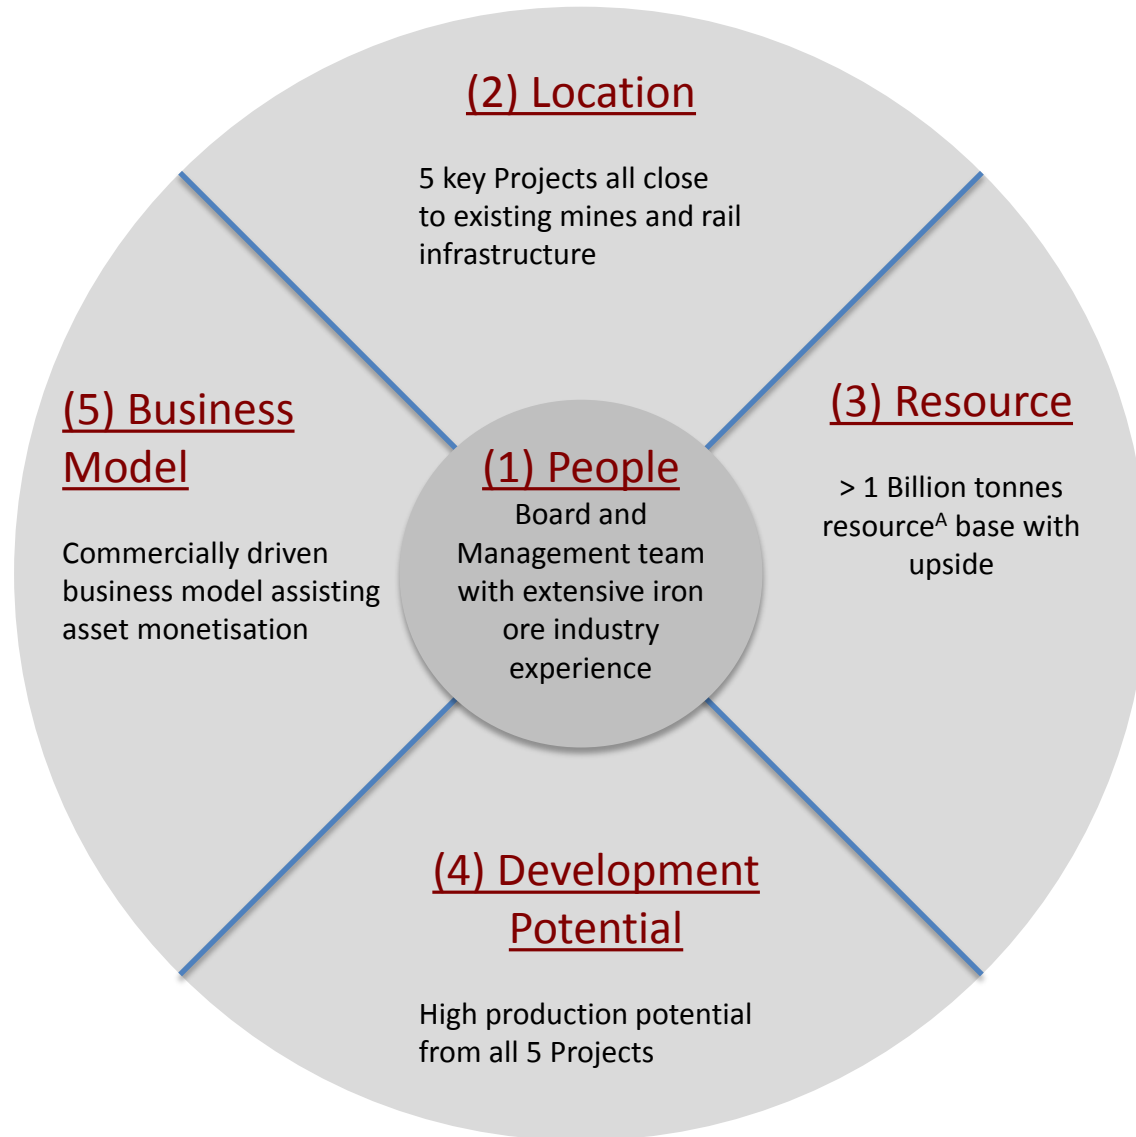 (2) Location
5 key Projects all close
to existing mines and rail
infrastructure
(5) Business
Model
Commercially driven
business model assisting
asset monetisation
(1) People
Board and
Management team
with extensive iron
ore industry
experience
(3) Resource
> 1 Billion tonnes
resourceᴬ base with
upside
(4) Development
Potential
High production potential
from all 5 Projects